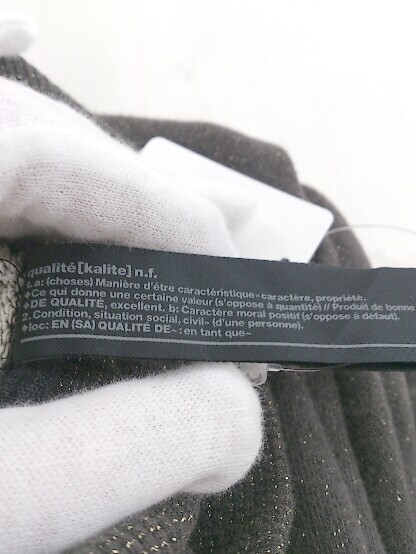 qualité[kalite]n.f.
1.a: (choses) Manière d'être caractéristique=caractère, propriété.
◆Ce qui donne une certaine valeur (s'oppose à quantité) // Produit de bonne
◆DE QUALITÉ, excellent. b: Caractère moral positif (s'oppose à défaut).
2. Condition, situation social, civil~ (d'une personne).
◆loc: EN (SA) QUALITÉ DE~: en tant que~